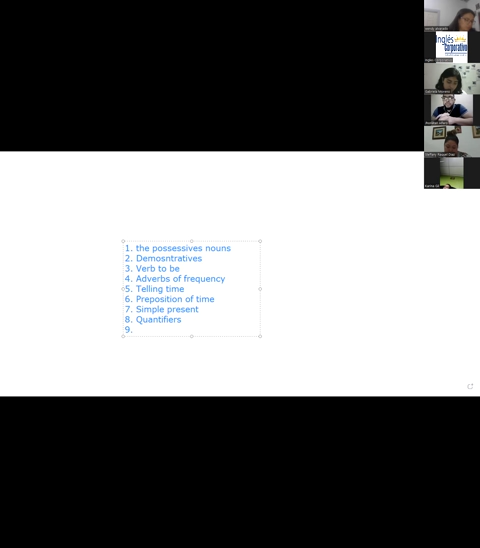 1. the possessives nouns
2. Demosntratives
3. Verb to be
4. Adverbs of frequency
5. Telling time
6. Preposition of time
7. Simple present
8. Quantifiers
9.
Inglés
corporativo